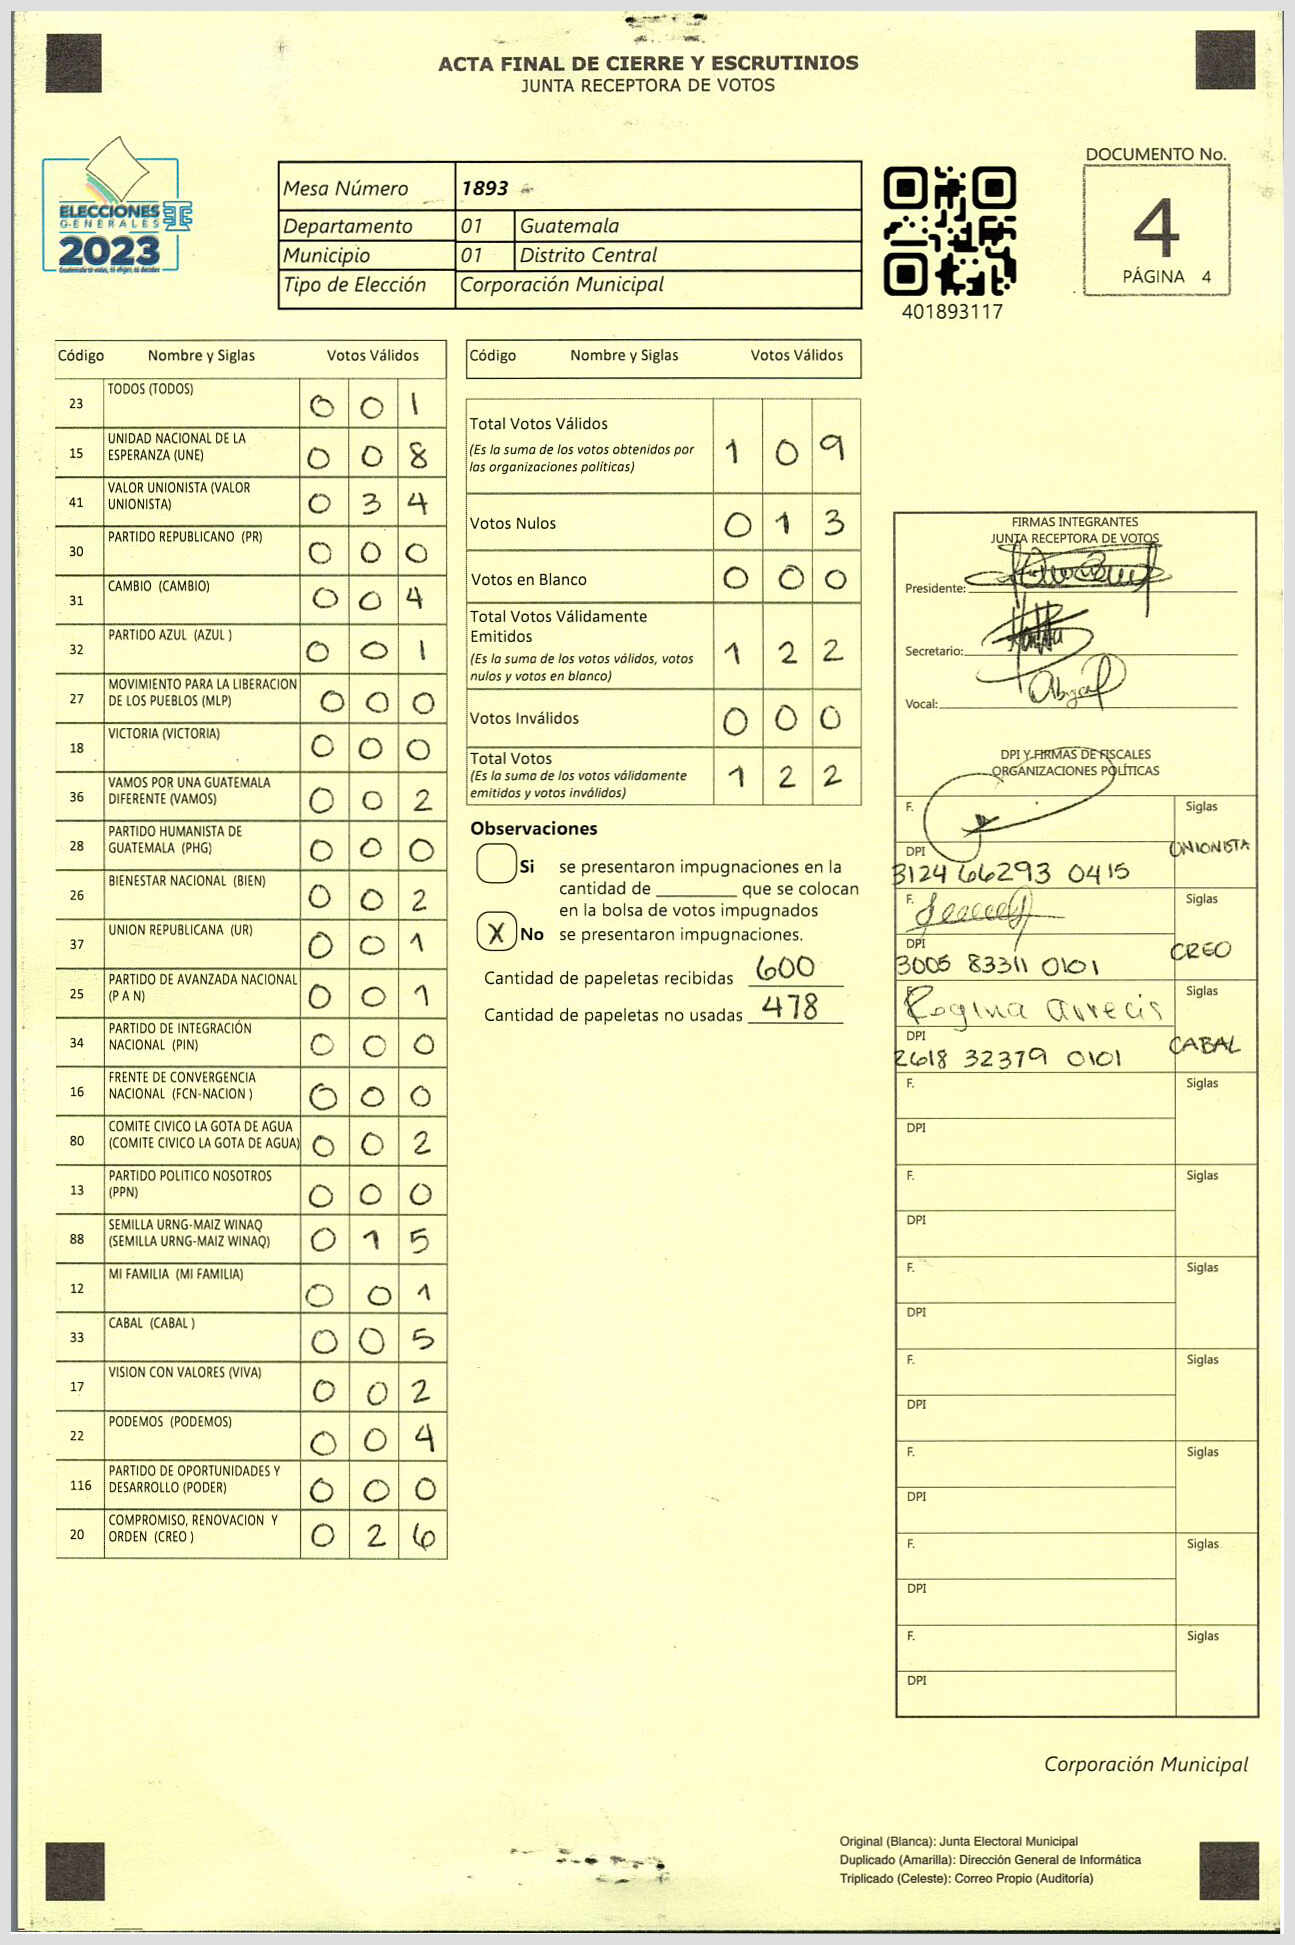 ACTA FINAL DE CIERRE Y ESCRUTINIOS
JUNTA RECEPTORA DE VOTOS
ELECCIONES
GENERALES
2023
Mesa Número 1893
Departamento 01 Guatemala
Municipio 01 Distrito Central
Tipo de Elección Corporación Municipal
401893117
DOCUMENTO No.
4
PÁGINA 4
Código Nombre y Siglas Votos Válidos
23 TODOS (TODOS) 0 0 1
15 UNIDAD NACIONAL DE LA
ESPERANZA (UNE) 0 0 8
41 VALOR UNIONISTA (VALOR
UNIONISTA) 0 3 4
30 PARTIDO REPUBLICANO (PR) 0 0 0
31 CAMBIO (CAMBIO) 0 0 4
32 PARTIDO AZUL (AZUL ) 0 0 1
27 MOVIMIENTO PARA LA LIBERACION
DE LOS PUEBLOS (MLP) 0 0 0
18 VICTORIA (VICTORIA) 0 0 0
36 VAMOS POR UNA GUATEMALA
DIFERENTE (VAMOS) 0 0 2
28 PARTIDO HUMANISTA DE
GUATEMALA (PHG) 0 0 0
26 BIENESTAR NACIONAL (BIEN) 0 0 2
37 UNION REPUBLICANA (UR) 0 0 1
25 PARTIDO DE AVANZADA NACIONAL
(P A N) 0 0 1
34 PARTIDO DE INTEGRACIÓN
NACIONAL (PIN) 0 0 0
16 FRENTE DE CONVERGENCIA
NACIONAL (FCN-NACION ) 0 0 0
80 COMITE CIVICO LA GOTA DE AGUA
(COMITE CIVICO LA GOTA DE AGUA) 0 0 2
13 PARTIDO POLITICO NOSOTROS
(PPN) 0 0 0
88 SEMILLA URNG-MAIZ WINAQ
(SEMILLA URNG-MAIZ WINAQ) 0 1 5
12 MI FAMILIA (MI FAMILIA) 0 0 1
33 CABAL (CABAL ) 0 0 5
17 VISION CON VALORES (VIVA) 0 0 2
22 PODEMOS (PODEMOS) 0 0 4
116 PARTIDO DE OPORTUNIDADES Y
DESARROLLO (PODER) 0 0 0
20 COMPROMISO, RENOVACION Y
ORDEN (CREO ) 0 2 6
Código Nombre y Siglas Votos Válidos
Total Votos Válidos
(Es la suma de los votos obtenidos por
las organizaciones políticas) 1 0 9
Votos Nulos 0 1 3
Votos en Blanco 0 0 0
Total Votos Válidamente
Emitidos
(Es la suma de los votos válidos, votos
nulos y votos en blanco) 1 2 2
Votos Inválidos 0 0 0
Total Votos
(Es la suma de los votos válidamente
emitidos y votos inválidos) 1 2 2
Observaciones
Si se presentaron impugnaciones en la
cantidad de ________ que se colocan
en la bolsa de votos impugnados
X No se presentaron impugnaciones.
Cantidad de papeletas recibidas 600
Cantidad de papeletas no usadas 478
FIRMAS INTEGRANTES
JUNTA RECEPTORA DE VOTOS
Presidente:
Secretario:
Vocal:
DPI Y FIRMAS DE FISCALES
ORGANIZACIONES POLÍTICAS
F. Siglas
UNIONISTA
DPI
3124 66293 0415
F. Siglas
DPI CREO
3005 83311 0101
F. Siglas
Regina Arrecis
DPI CABAL
2618 32379 0101
F. Siglas
DPI
F. Siglas
DPI
F. Siglas
DPI
F. Siglas
DPI
F. Siglas
DPI
F. Siglas
DPI
F. Siglas
DPI
Corporación Municipal
Original (Blanca): Junta Electoral Municipal
Duplicado (Amarilla): Dirección General de Informática
Triplicado (Celeste): Correo Propio (Auditoría)